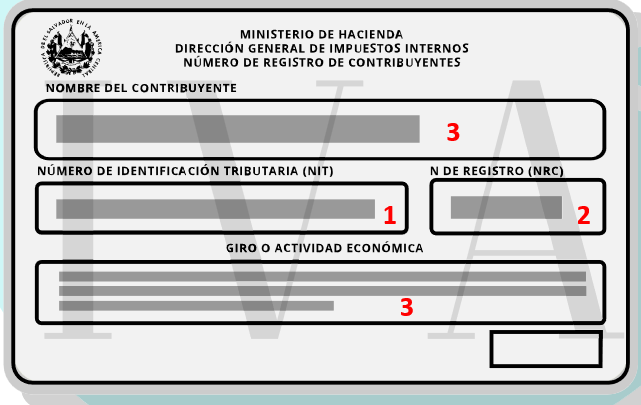 MINISTERIO DE HACIENDA
DIRECCIÓN GENERAL DE IMPUESTOS INTERNOS
NÚMERO DE REGISTRO DE CONTRIBUYENTES
NOMBRE DEL CONTRIBUYENTE
3
NÚMERO DE IDENTIFICACIÓN TRIBUTARIA (NIT)
N DE REGISTRO (NRC)
1
2
GIRO O ACTIVIDAD ECONÓMICA
3
IVA
REPÚBLICA DE EL SALVADOR EN LA AMERICA CENTRAL